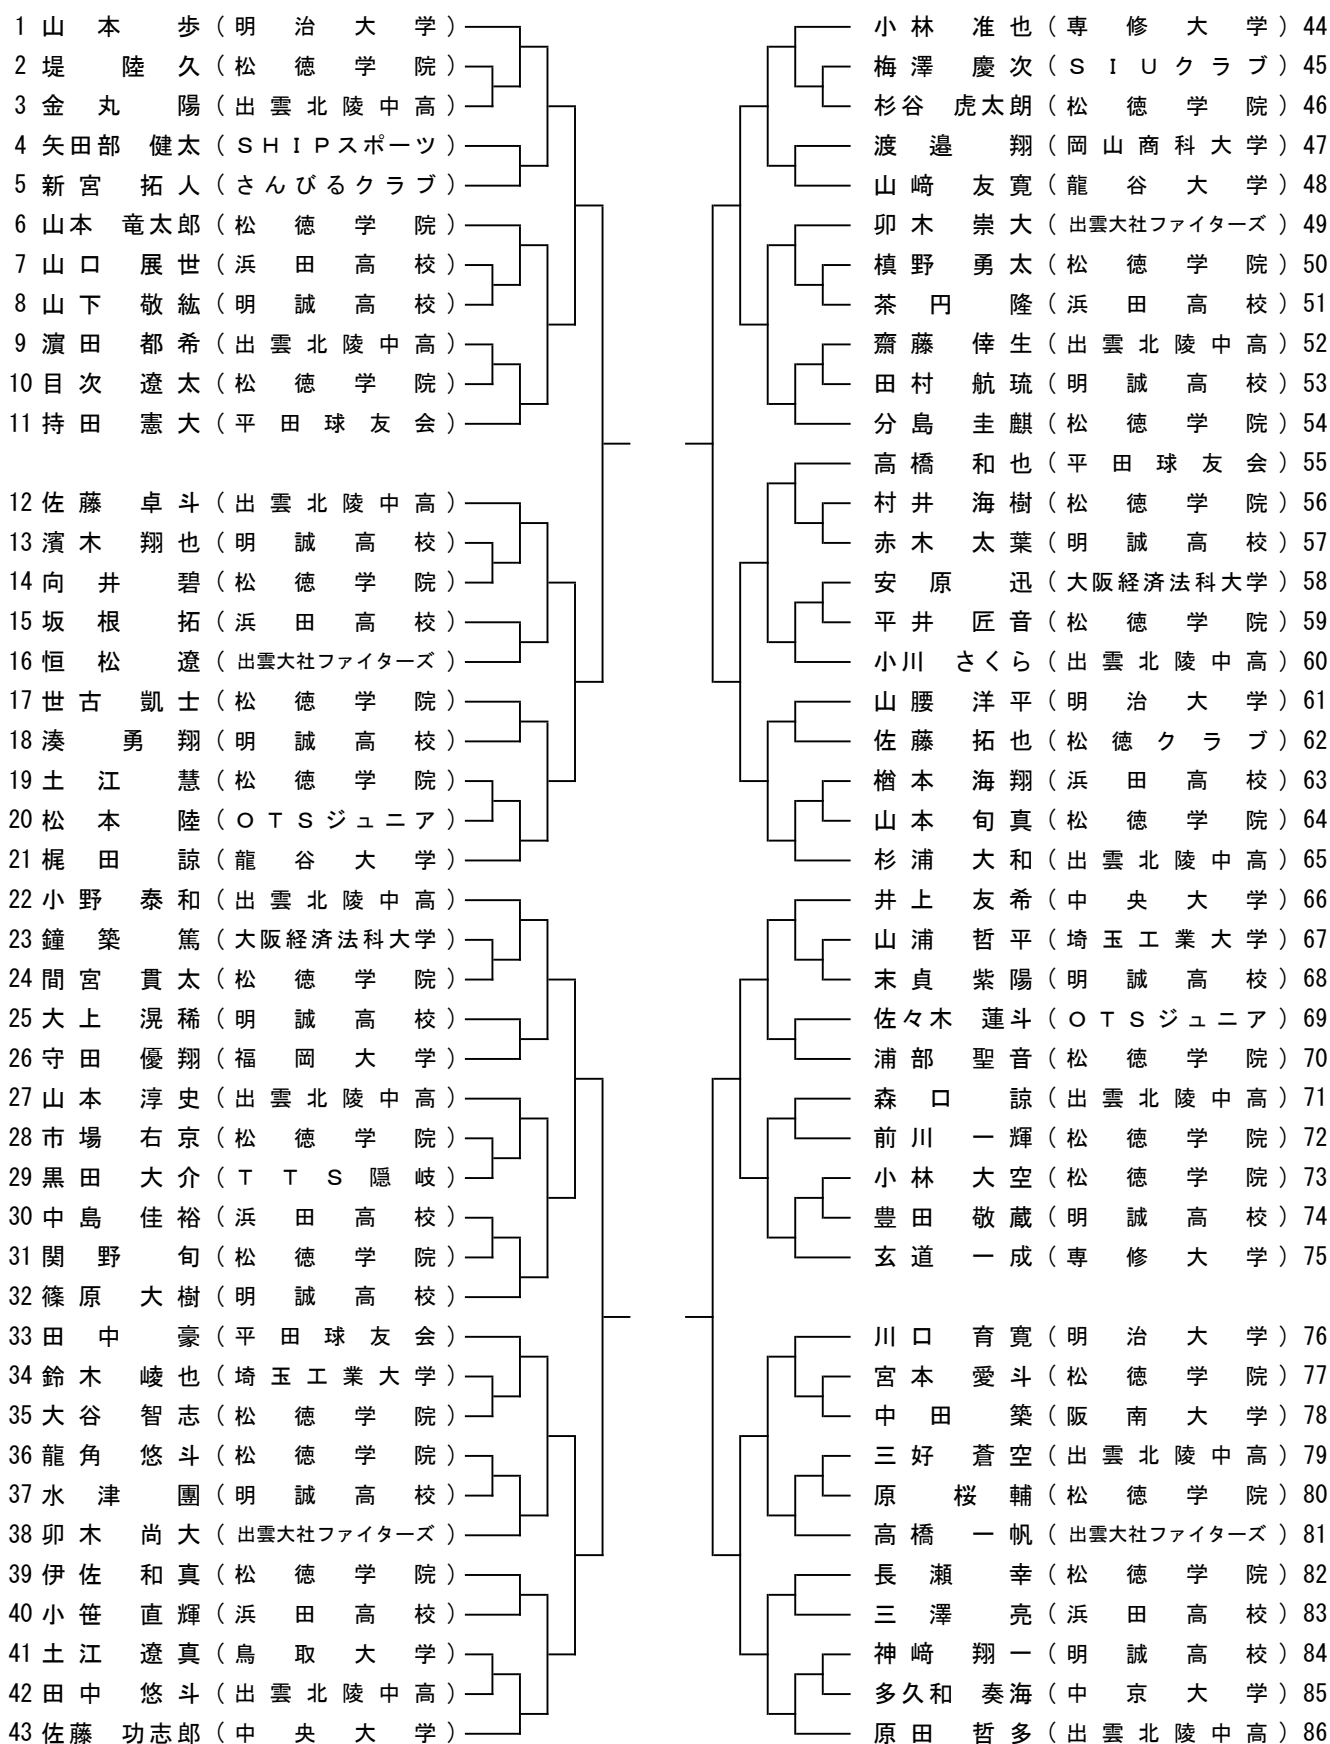 1 山本 歩 (明治大学)
2 堤 陸久 (松徳学院)
3 金丸 陽 (出雲北陵中高)
4 矢田部 健太 (ＳＨＩＰスポーツ)
5 新宮 拓人 (さんびるクラブ)
6 山本 竜太郎 (松徳学院)
7 山口 展世 (浜田高校)
8 山下 敬紘 (明誠高校)
9 濵田 都希 (出雲北陵中高)
10 目次 遼太 (松徳学院)
11 持田 憲大 (平田球友会)
12 佐藤 卓斗 (出雲北陵中高)
13 濱木 翔也 (明誠高校)
14 向井 碧 (松徳学院)
15 坂根 拓 (浜田高校)
16 恒松 遼 (出雲大社ファイターズ)
17 世古 凱士 (松徳学院)
18 湊 勇翔 (明誠高校)
19 土江 慧 (松徳学院)
20 松本 陸 (ＯＴＳジュニア)
21 梶田 諒 (龍谷大学)
22 小野 泰和 (出雲北陵中高)
23 鐘築 篤 (大阪経済法科大学)
24 間宮 貫太 (松徳学院)
25 大上 滉稀 (明誠高校)
26 守田 優翔 (福岡大学)
27 山本 淳史 (出雲北陵中高)
28 市場 右京 (松徳学院)
29 黒田 大介 (ＴＴＳ隠岐)
30 中島 佳裕 (浜田高校)
31 関野 旬 (松徳学院)
32 篠原 大樹 (明誠高校)
33 田中 豪 (平田球友会)
34 鈴木 崚也 (埼玉工業大学)
35 大谷 智志 (松徳学院)
36 龍角 悠斗 (松徳学院)
37 水津 團 (明誠高校)
38 卯木 尚大 (出雲大社ファイターズ)
39 伊佐 和真 (松徳学院)
40 小笹 直輝 (浜田高校)
41 土江 遼真 (鳥取大学)
42 田中 悠斗 (出雲北陵中高)
43 佐藤 功志郎 (中央大学)
小林 准也 (専修大学) 44
梅澤 慶次 (ＳＩＵクラブ) 45
杉谷 虎太朗 (松徳学院) 46
渡邉 翔 (岡山商科大学) 47
山﨑 友寛 (龍谷大学) 48
卯木 崇大 (出雲大社ファイターズ) 49
槙野 勇太 (松徳学院) 50
茶円 隆 (浜田高校) 51
齋藤 倖生 (出雲北陵中高) 52
田村 航琉 (明誠高校) 53
分島 圭麒 (松徳学院) 54
高橋 和也 (平田球友会) 55
村井 海樹 (松徳学院) 56
赤木 太葉 (明誠高校) 57
安原 迅 (大阪経済法科大学) 58
平井 匠音 (松徳学院) 59
小川 さくら (出雲北陵中高) 60
山腰 洋平 (明治大学) 61
佐藤 拓也 (松徳クラブ) 62
楢本 海翔 (浜田高校) 63
山本 旬真 (松徳学院) 64
杉浦 大和 (出雲北陵中高) 65
井上 友希 (中央大学) 66
山浦 哲平 (埼玉工業大学) 67
末貞 紫陽 (明誠高校) 68
佐々木 蓮斗 (ＯＴＳジュニア) 69
浦部 聖音 (松徳学院) 70
森口 諒 (出雲北陵中高) 71
前川 一輝 (松徳学院) 72
小林 大空 (松徳学院) 73
豊田 敬蔵 (明誠高校) 74
玄道 一成 (専修大学) 75
川口 育寛 (明治大学) 76
宮本 愛斗 (松徳学院) 77
中田 築 (阪南大学) 78
三好 蒼空 (出雲北陵中高) 79
原 桜輔 (松徳学院) 80
高橋 一帆 (出雲大社ファイターズ) 81
長瀬 幸 (松徳学院) 82
三澤 亮 (浜田高校) 83
神﨑 翔一 (明誠高校) 84
多久和 奏海 (中京大学) 85
原田 哲多 (出雲北陵中高) 86